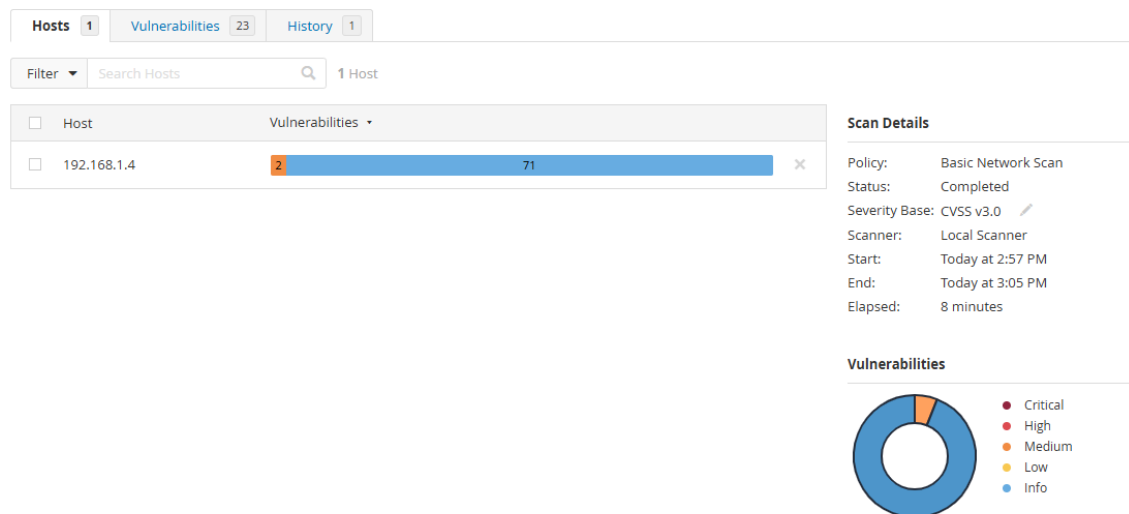 Hosts 1 Vulnerabilities 23 History 1
Filter Search Hosts 1 Host
Host Vulnerabilities
192.168.1.4 2 71
Scan Details
Policy: Basic Network Scan
Status: Completed
Severity Base: CVSS v3.0
Scanner: Local Scanner
Start: Today at 2:57 PM
End: Today at 3:05 PM
Elapsed: 8 minutes
Vulnerabilities
Critical
High
Medium
Low
Info